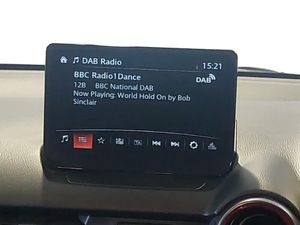 DAB Radio 15:21
BBC Radio1Dance DAB
12B BBC National DAB
Now Playing: World Hold On by Bob
Sinclair
TA